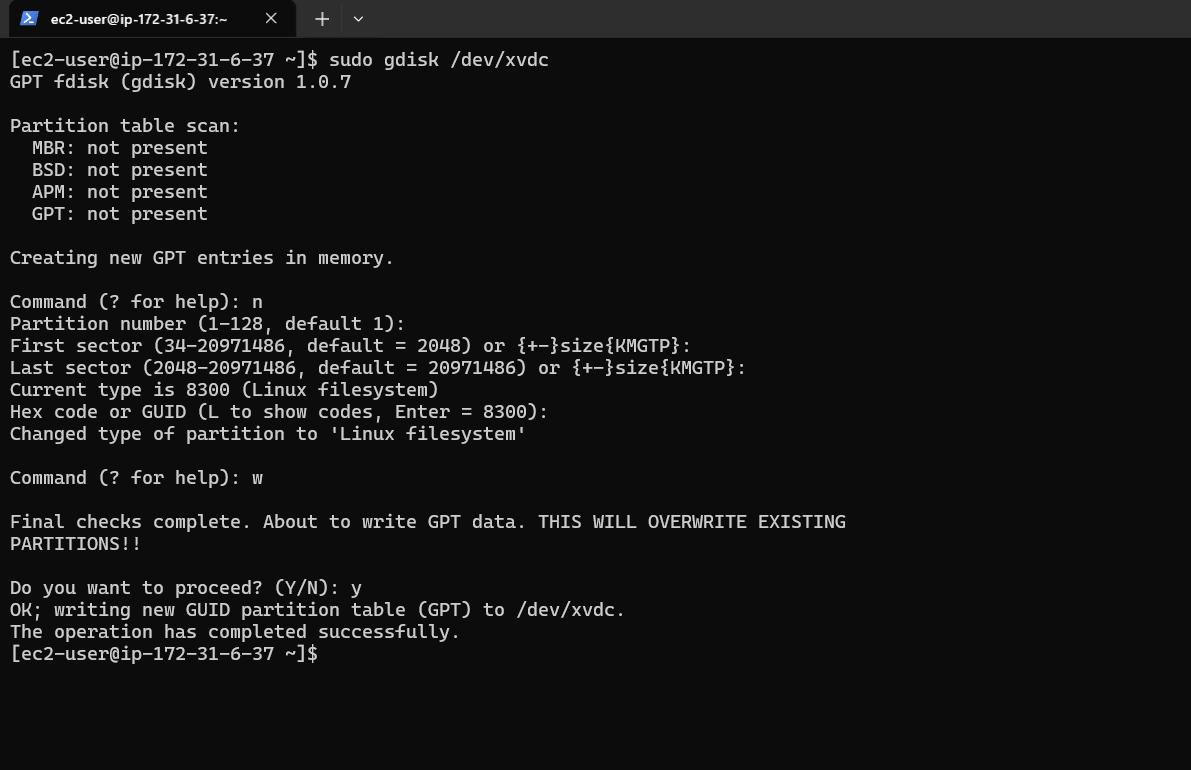 ec2-user@ip-172-31-6-37:~
[ec2-user@ip-172-31-6-37 ~]$ sudo gdisk /dev/xvdc
GPT fdisk (gdisk) version 1.0.7
Partition table scan:
  MBR: not present
  BSD: not present
  APM: not present
  GPT: not present
Creating new GPT entries in memory.
Command (? for help): n
Partition number (1-128, default 1):
First sector (34-20971486, default = 2048) or {+-}size{KMGTP}:
Last sector (2048-20971486, default = 20971486) or {+-}size{KMGTP}:
Current type is 8300 (Linux filesystem)
Hex code or GUID (L to show codes, Enter = 8300):
Changed type of partition to 'Linux filesystem'
Command (? for help): w
Final checks complete. About to write GPT data. THIS WILL OVERWRITE EXISTING
PARTITIONS!!
Do you want to proceed? (Y/N): y
OK; writing new GUID partition table (GPT) to /dev/xvdc.
The operation has completed successfully.
[ec2-user@ip-172-31-6-37 ~]$